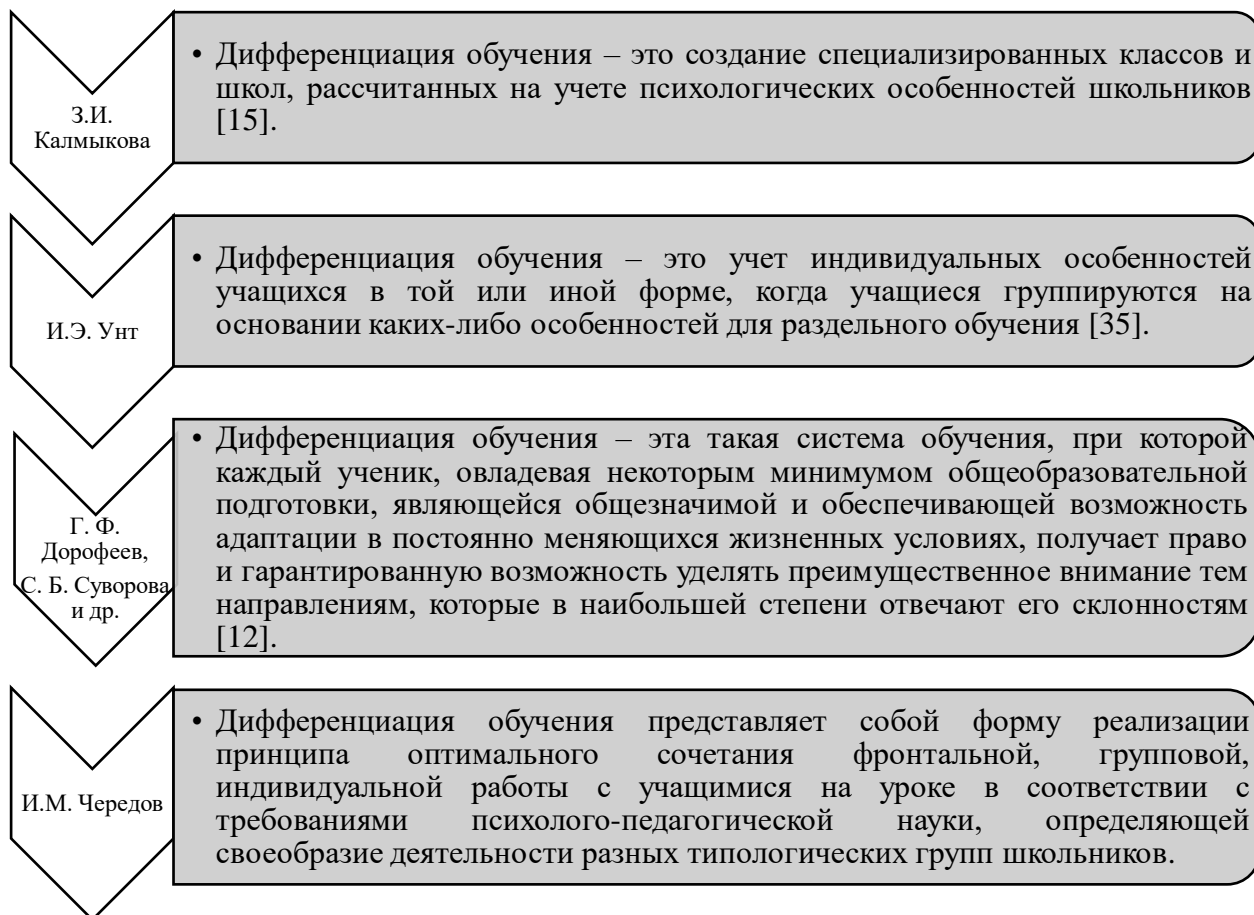 З.И.
Калмыкова
• Дифференциация обучения – это создание специализированных классов и
школ, рассчитанных на учете психологических особенностей школьников
[15].
И.Э. Унт
• Дифференциация обучения – это учет индивидуальных особенностей
учащихся в той или иной форме, когда учащиеся группируются на
основании каких-либо особенностей для раздельного обучения [35].
Г. Ф.
Дорофеев,
С. Б. Суворова
и др.
• Дифференциация обучения – эта такая система обучения, при которой
каждый ученик, овладевая некоторым минимумом общеобразовательной
подготовки, являющейся общезначимой и обеспечивающей возможность
адаптации в постоянно меняющихся жизненных условиях, получает право
и гарантированную возможность уделять преимущественное внимание тем
направлениям, которые в наибольшей степени отвечают его склонностям
[12].
И.М. Чередов
• Дифференциация обучения представляет собой форму реализации
принципа оптимального сочетания фронтальной, групповой,
индивидуальной работы с учащимися на уроке в соответствии с
требованиями психолого-педагогической науки, определяющей
своеобразие деятельности разных типологических групп школьников.